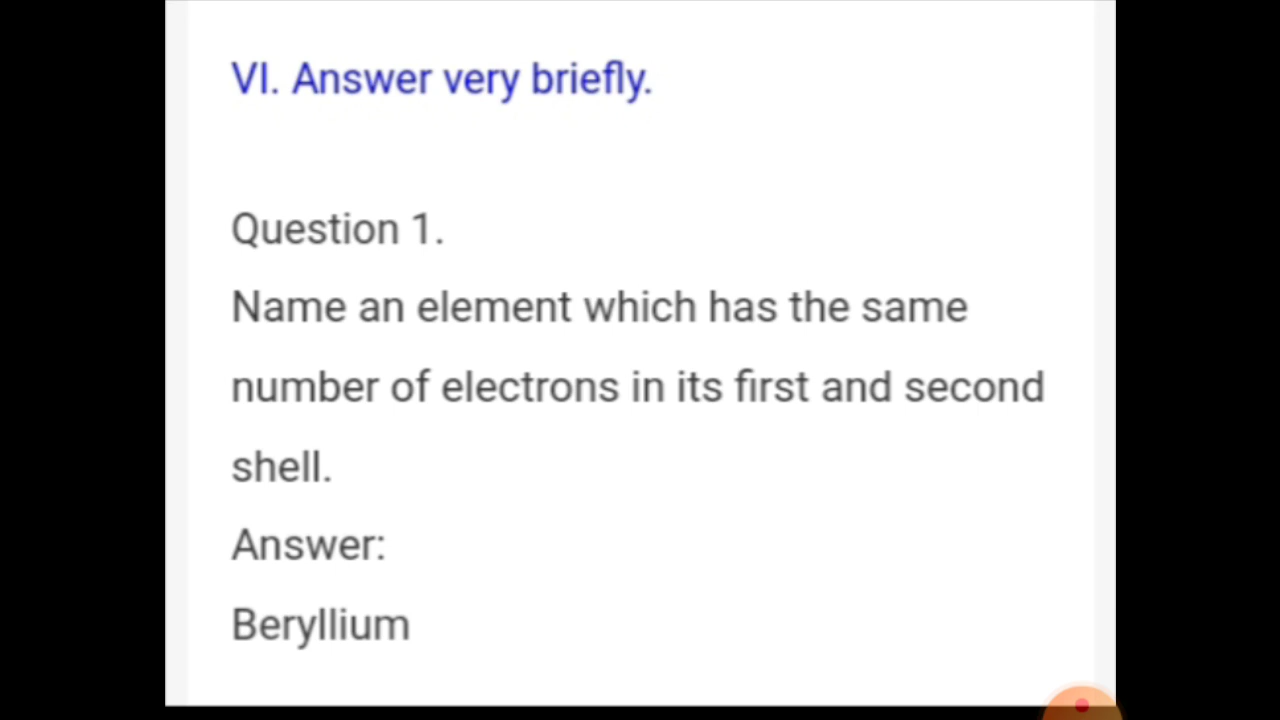 VI. Answer very briefly.
Question 1.
Name an element which has the same
number of electrons in its first and second
shell.
Answer:
Beryllium